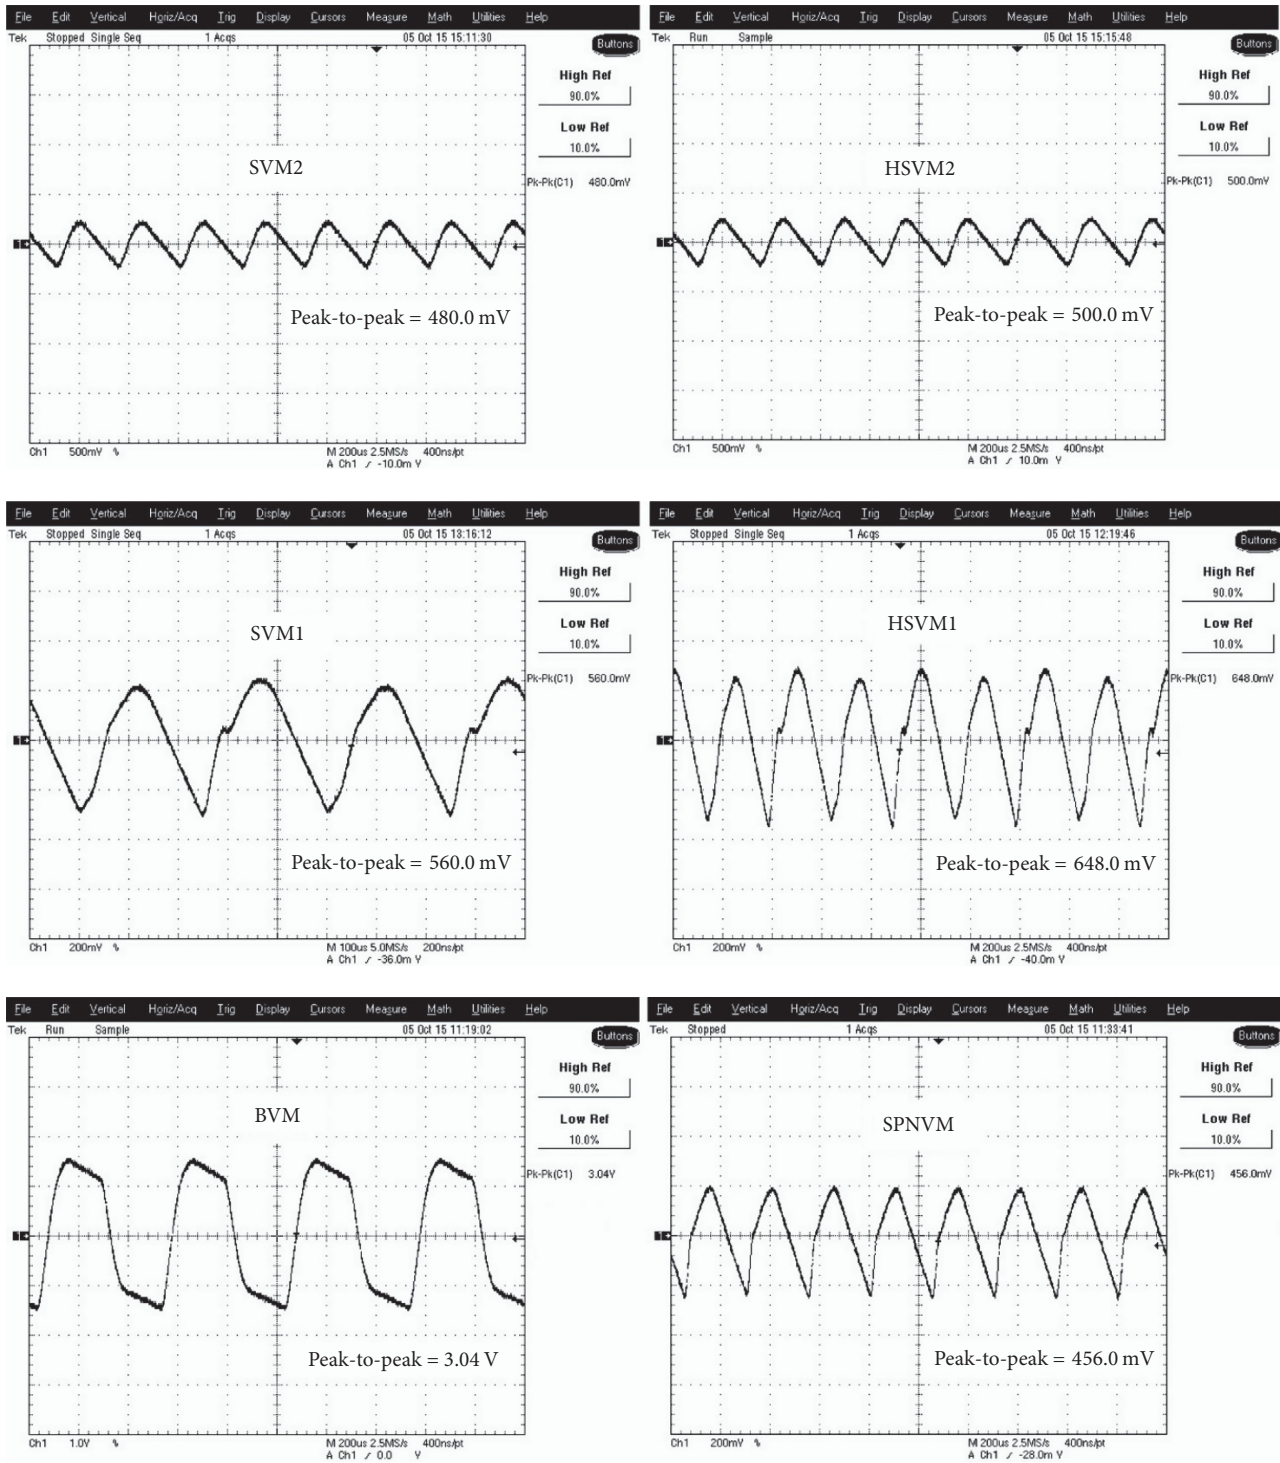 File Edit Vertical Horiz/Acq Trig Display Cursors Measure Math Utilities Help
Tek Stopped Single Seq 1 Acqs 05 Oct 15 15:11:30
Buttons
High Ref
90.0%
Low Ref
10.0%
SVM2
Pk-Pk(C1) 480.0mV
Peak-to-peak = 480.0 mV
Ch1 500mV M 200us 2.5MS/s 400ns/pt
A Ch1 -10.0m V
File Edit Vertical Horiz/Acq Trig Display Cursors Measure Math Utilities Help
Tek Run Sample 05 Oct 15 15:15:48
Buttons
High Ref
90.0%
Low Ref
10.0%
HSVM2
Pk-Pk(C1) 500.0mV
Peak-to-peak = 500.0 mV
Ch1 500mV M 200us 2.5MS/s 400ns/pt
A Ch1 10.0m V
File Edit Vertical Horiz/Acq Trig Display Cursors Measure Math Utilities Help
Tek Stopped Single Seq 1 Acqs 05 Oct 15 13:16:12
Buttons
High Ref
90.0%
Low Ref
10.0%
SVM1
Pk-Pk(C1) 560.0mV
Peak-to-peak = 560.0 mV
Ch1 200mV M 100us 5.0MS/s 200ns/pt
A Ch1 -36.0m V
File Edit Vertical Horiz/Acq Trig Display Cursors Measure Math Utilities Help
Tek Stopped Single Seq 1 Acqs 05 Oct 15 12:19:46
Buttons
High Ref
90.0%
Low Ref
10.0%
HSVM1
Pk-Pk(C1) 648.0mV
Peak-to-peak = 648.0 mV
Ch1 200mV M 200us 2.5MS/s 400ns/pt
A Ch1 -40.0m V
File Edit Vertical Horiz/Acq Trig Display Cursors Measure Math Utilities Help
Tek Run Sample 05 Oct 15 11:19:02
Buttons
High Ref
90.0%
Low Ref
10.0%
BVM
Pk-Pk(C1) 3.04V
Peak-to-peak = 3.04 V
Ch1 1.0V M 200us 2.5MS/s 400ns/pt
A Ch1 0.0 V
File Edit Vertical Horiz/Acq Trig Display Cursors Measure Math Utilities Help
Tek Stopped 1 Acqs 05 Oct 15 11:33:41
Buttons
High Ref
90.0%
Low Ref
10.0%
SPNVM
Pk-Pk(C1) 456.0mV
Peak-to-peak = 456.0 mV
Ch1 200mV M 200us 2.5MS/s 400ns/pt
A Ch1 -28.0m V